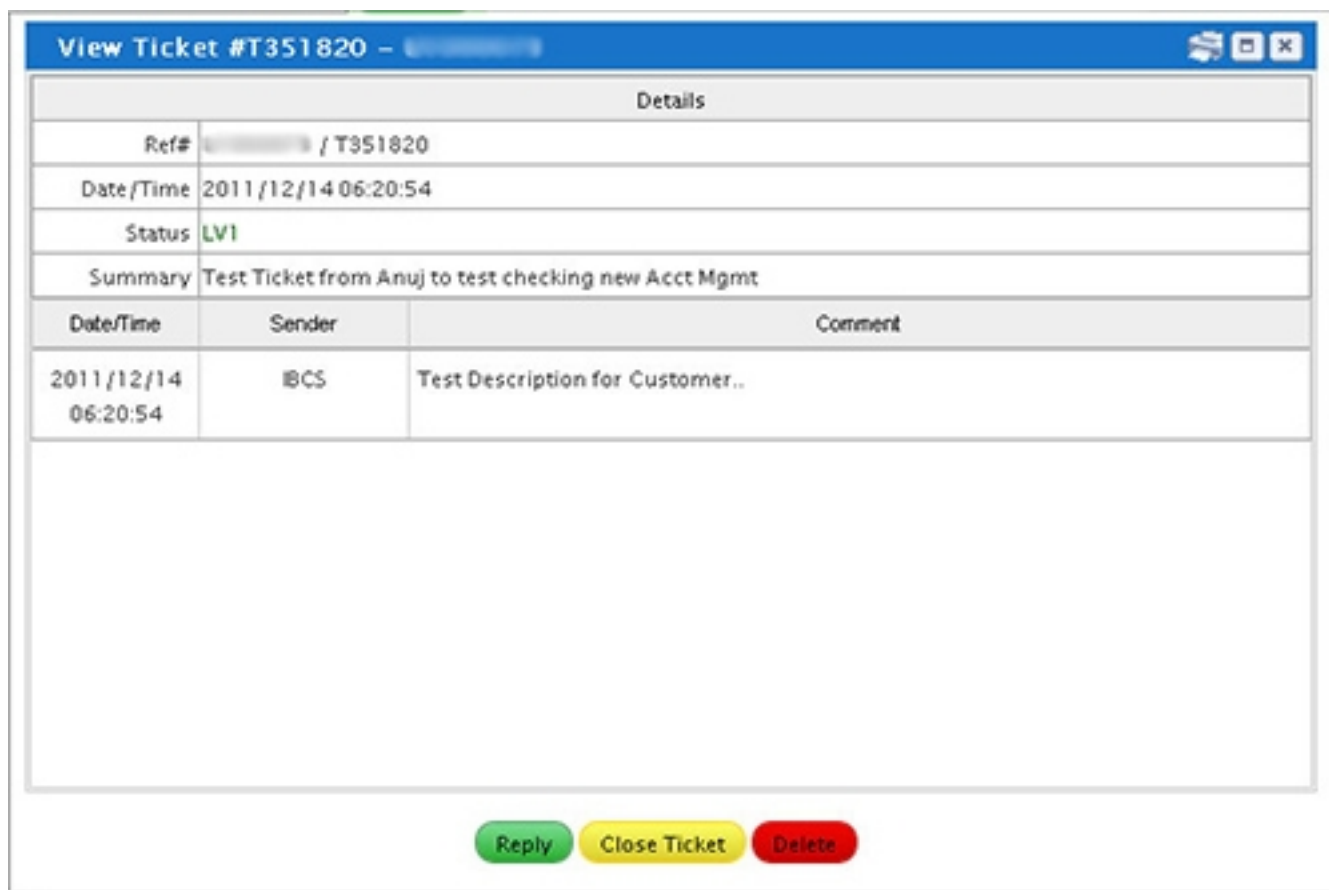 View Ticket #T351820 –
Details
Ref# / T351820
Date/Time 2011/12/14 06:20:54
Status LV1
Summary Test Ticket from Anuj to test checking new Acct Mgmt
Date/Time Sender Comment
2011/12/14 IBCS Test Description for Customer..
06:20:54
Reply Close Ticket Delete